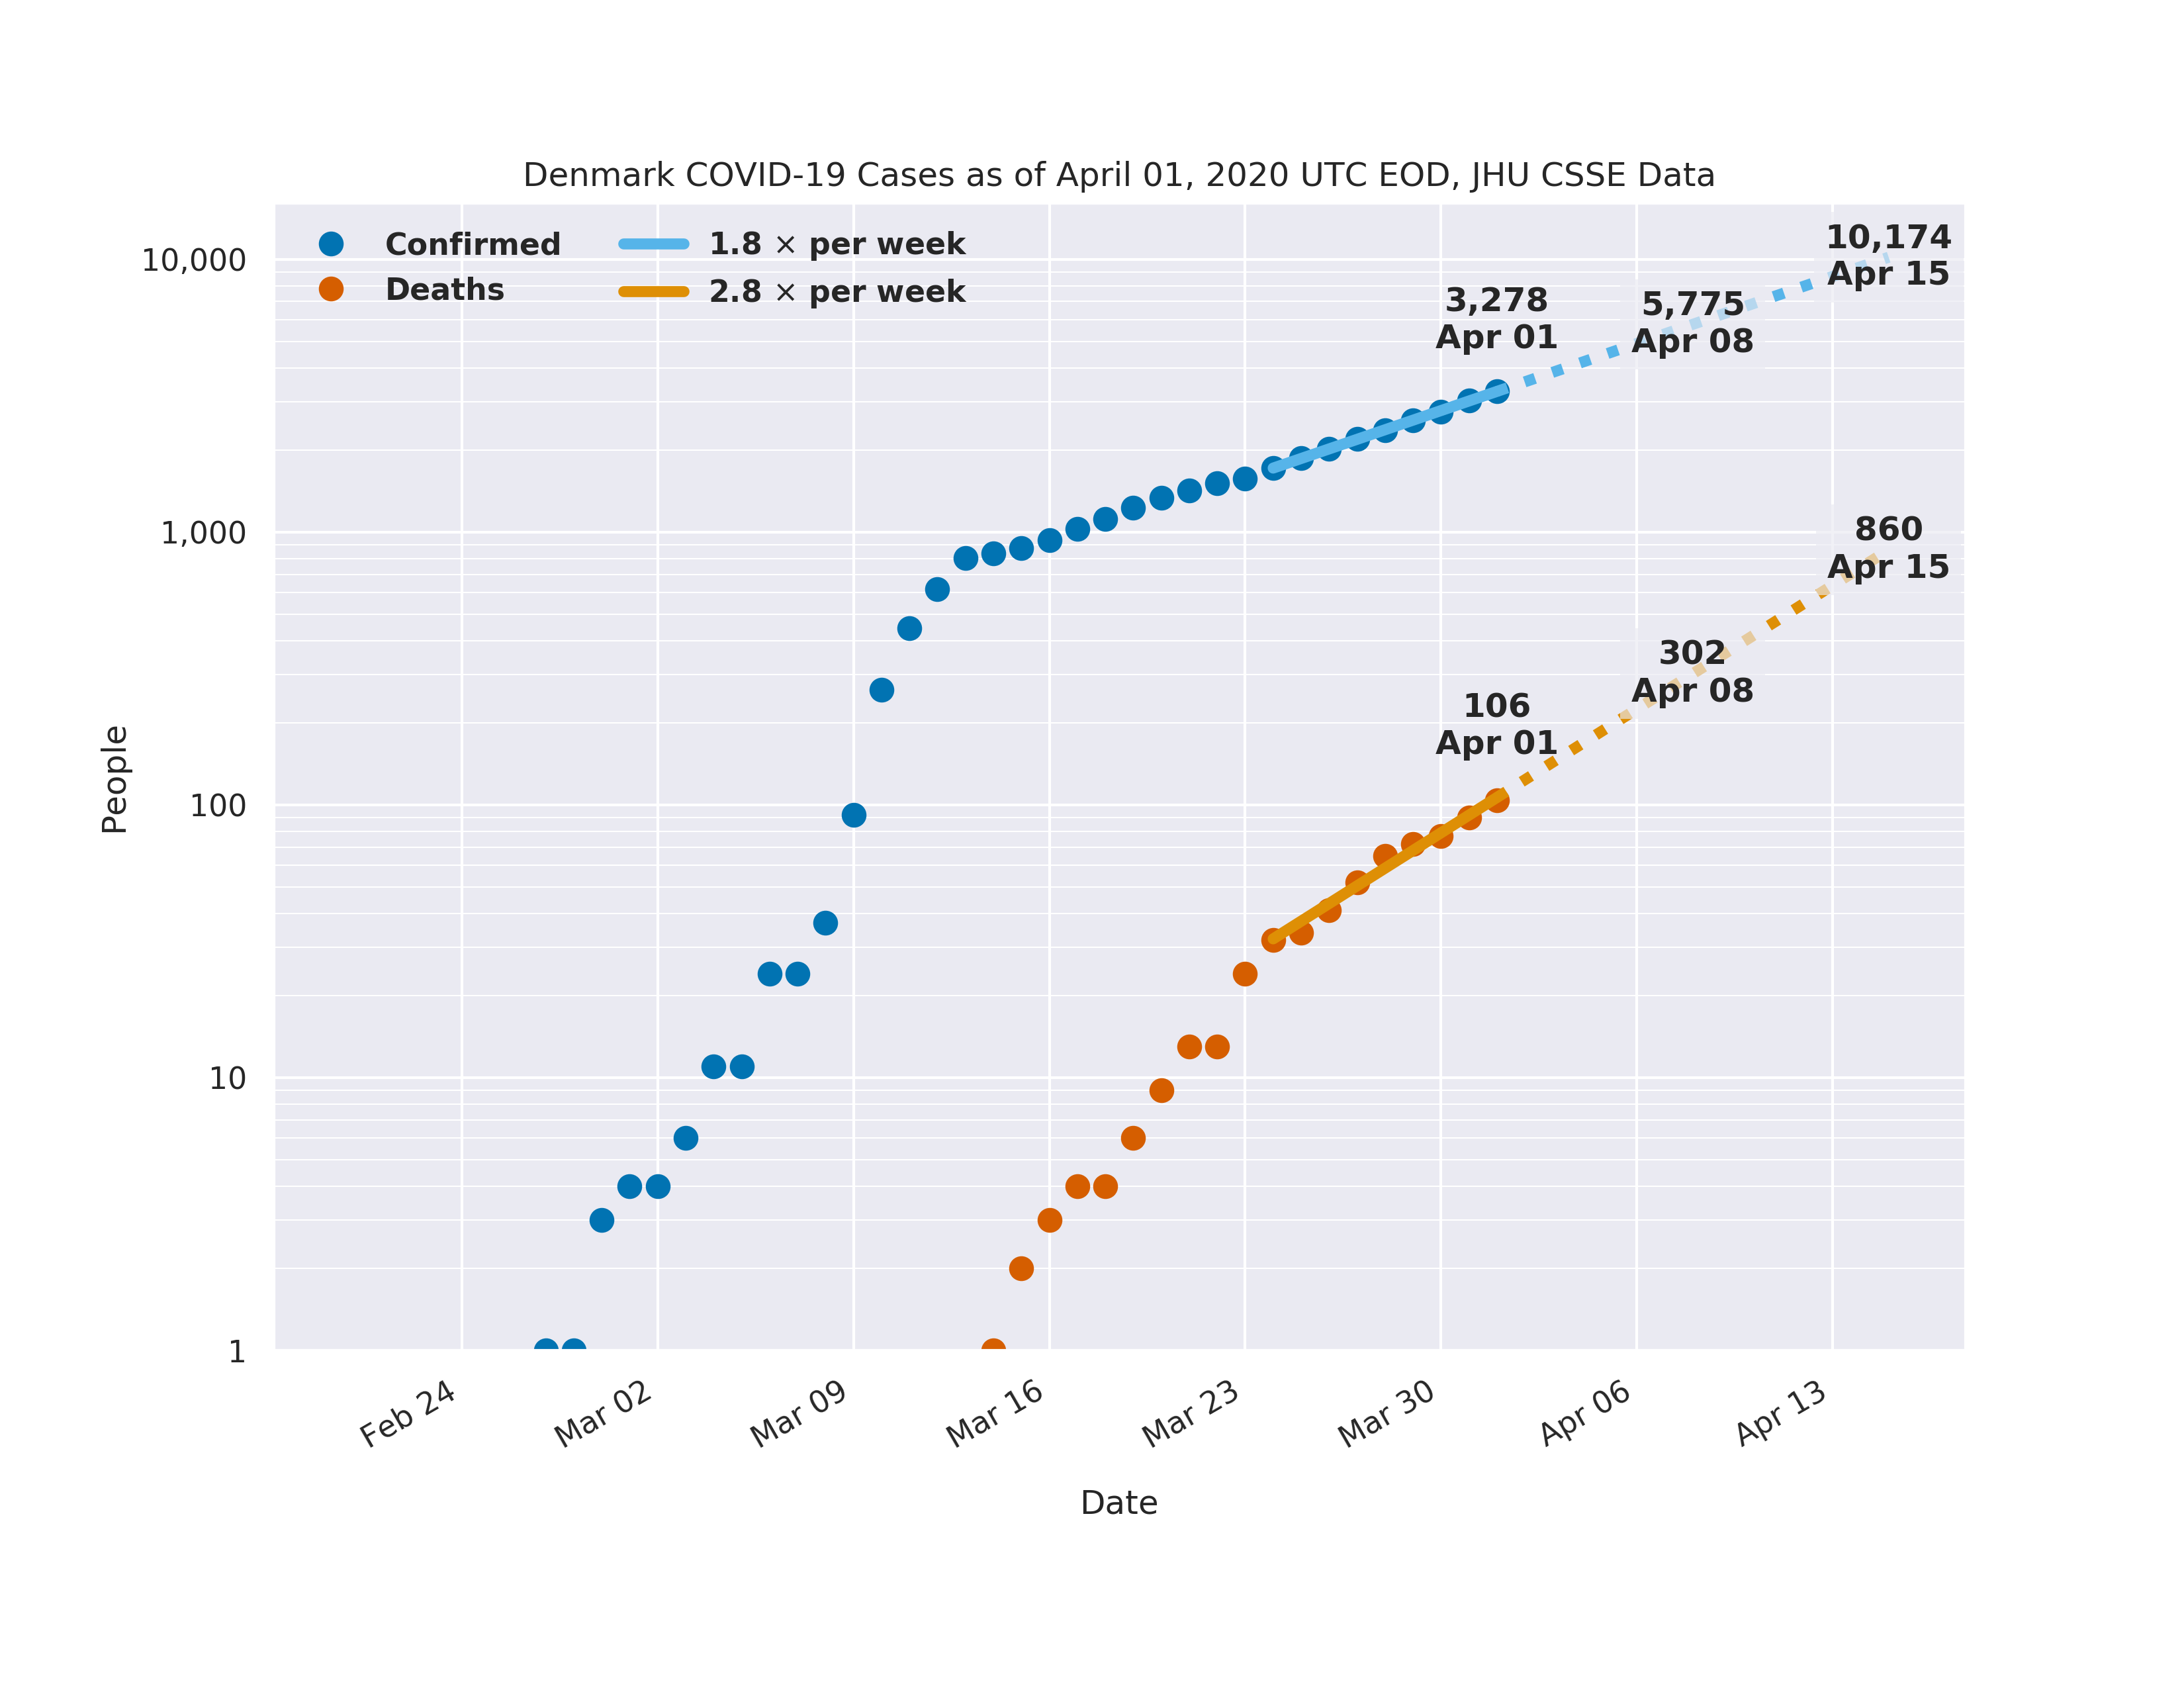 Denmark COVID-19 Cases as of April 01, 2020 UTC EOD, JHU CSSE Data
Confirmed
Deaths
1.8 × per week
2.8 × per week
10,174
Apr 15
5,775
Apr 08
3,278
Apr 01
860
Apr 15
302
Apr 08
106
Apr 01
10,000
1,000
100
10
1
People
Feb 24
Mar 02
Mar 09
Mar 16
Mar 23
Mar 30
Apr 06
Apr 13
Date